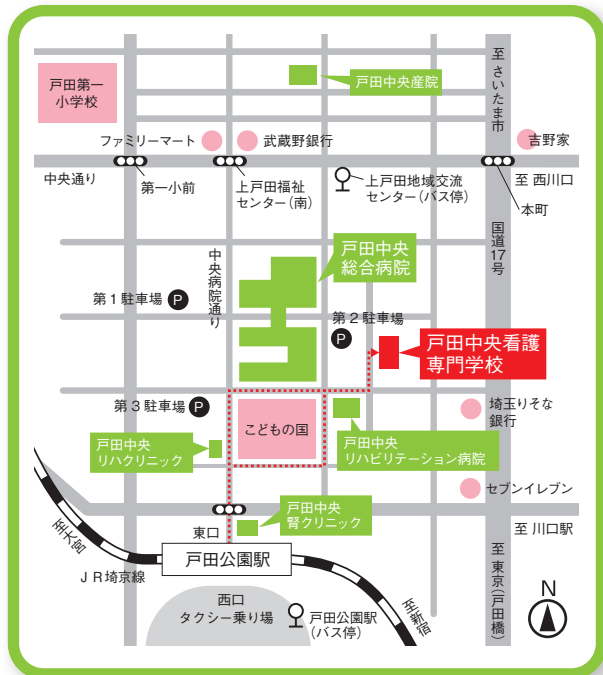 戸田第一
小学校
戸田中央産院
至さいたま市
ファミリーマート
武蔵野銀行
吉野家
中央通り
第一小前
上戸田福祉
センター(南)
上戸田地域交流
センター(バス停)
至 西川口
本町
国道17号
中央病院通り
戸田中央
総合病院
第1駐車場 P
第2駐車場
P
戸田中央看護
専門学校
第3駐車場 P
こどもの国
埼玉りそな
銀行
戸田中央
リハクリニック
戸田中央
リハビリテーション病院
セブンイレブン
戸田中央
腎クリニック
東口
至 川口駅
至大宮
戸田公園駅
JR埼京線
至 東京(戸田橋)
西口
タクシー乗り場
戸田公園駅
(バス停)
至新宿
N